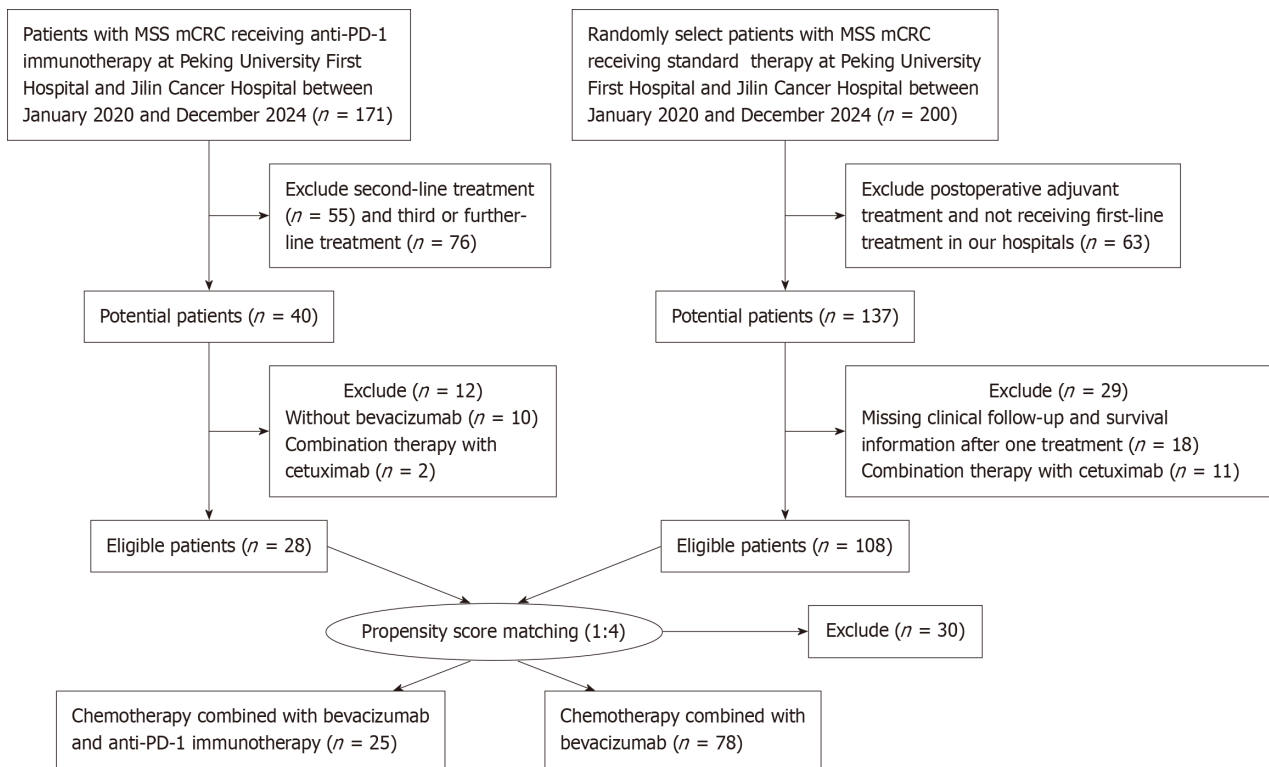 Patients with MSS mCRC receiving anti-PD-1
immunotherapy at Peking University First
Hospital and Jilin Cancer Hospital between
January 2020 and December 2024 (n = 171)
Randomly select patients with MSS mCRC
receiving standard therapy at Peking University
First Hospital and Jilin Cancer Hospital between
January 2020 and December 2024 (n = 200)
Exclude second-line treatment
(n = 55) and third or further-
line treatment (n = 76)
Exclude postoperative adjuvant
treatment and not receiving first-line
treatment in our hospitals (n = 63)
Potential patients (n = 40)
Potential patients (n = 137)
Exclude (n = 12)
Without bevacizumab (n = 10)
Combination therapy with
cetuximab (n = 2)
Exclude (n = 29)
Missing clinical follow-up and survival
information after one treatment (n = 18)
Combination therapy with cetuximab (n = 11)
Eligible patients (n = 28)
Eligible patients (n = 108)
Propensity score matching (1:4)
Exclude (n = 30)
Chemotherapy combined with bevacizumab
and anti-PD-1 immunotherapy (n = 25)
Chemotherapy combined with
bevacizumab (n = 78)